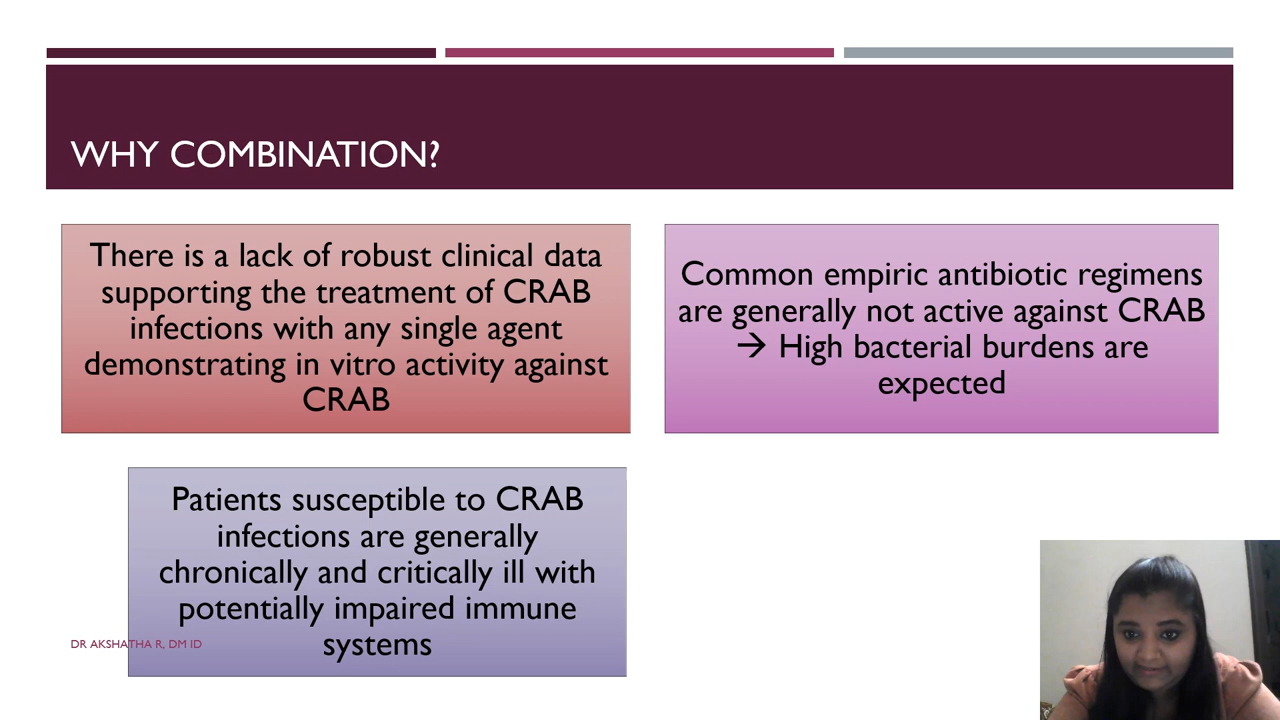 WHY COMBINATION?
There is a lack of robust clinical data
supporting the treatment of CRAB
infections with any single agent
demonstrating in vitro activity against
CRAB
Common empiric antibiotic regimens
are generally not active against CRAB
→ High bacterial burdens are
expected
Patients susceptible to CRAB
infections are generally
chronically and critically ill with
potentially impaired immune
systems
DR AKSHATHA R, DM ID